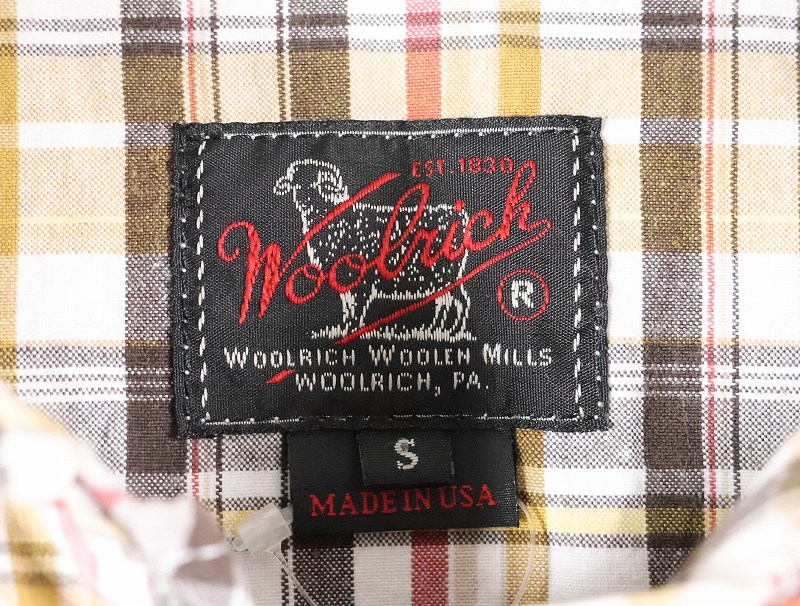 EST. 1830
Woolrich
R
WOOLRICH WOOLEN MILLS
WOOLRICH, PA.
S
MADE IN USA